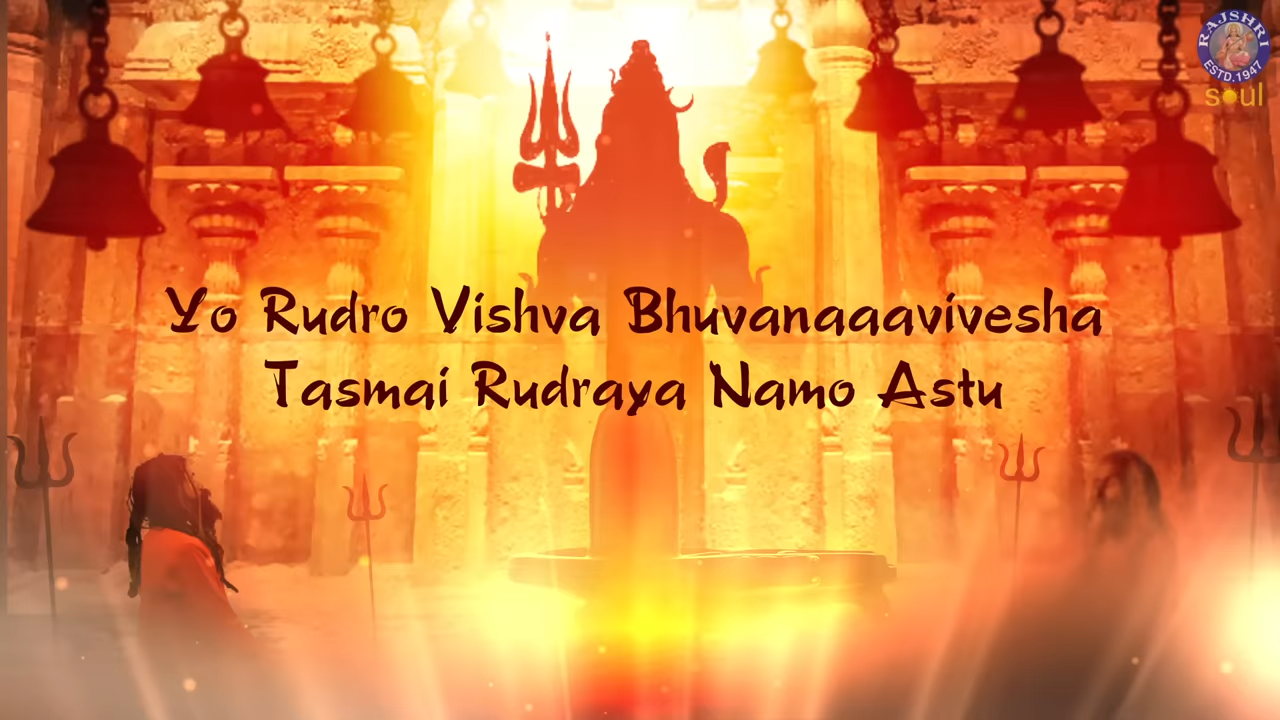 RAJSHRI
ESTD.1947
soul
Yo Rudro Vishva Bhuvanaaavivesha
Tasmai Rudraya Namo Astu